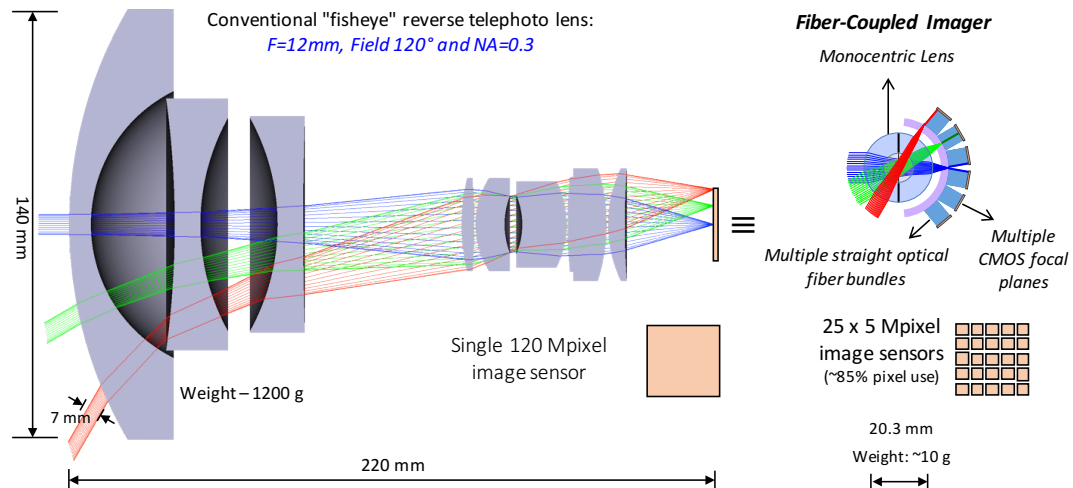 Conventional "fisheye" reverse telephoto lens:
F=12mm, Field 120° and NA=0.3
140 mm
7 mm
Weight – 1200 g
220 mm
Single 120 Mpixel
image sensor
≡
Fiber-Coupled Imager
Monocentric Lens
Multiple straight optical
fiber bundles
Multiple
CMOS focal
planes
25 x 5 Mpixel
image sensors
(~85% pixel use)
20.3 mm
Weight: ~10 g